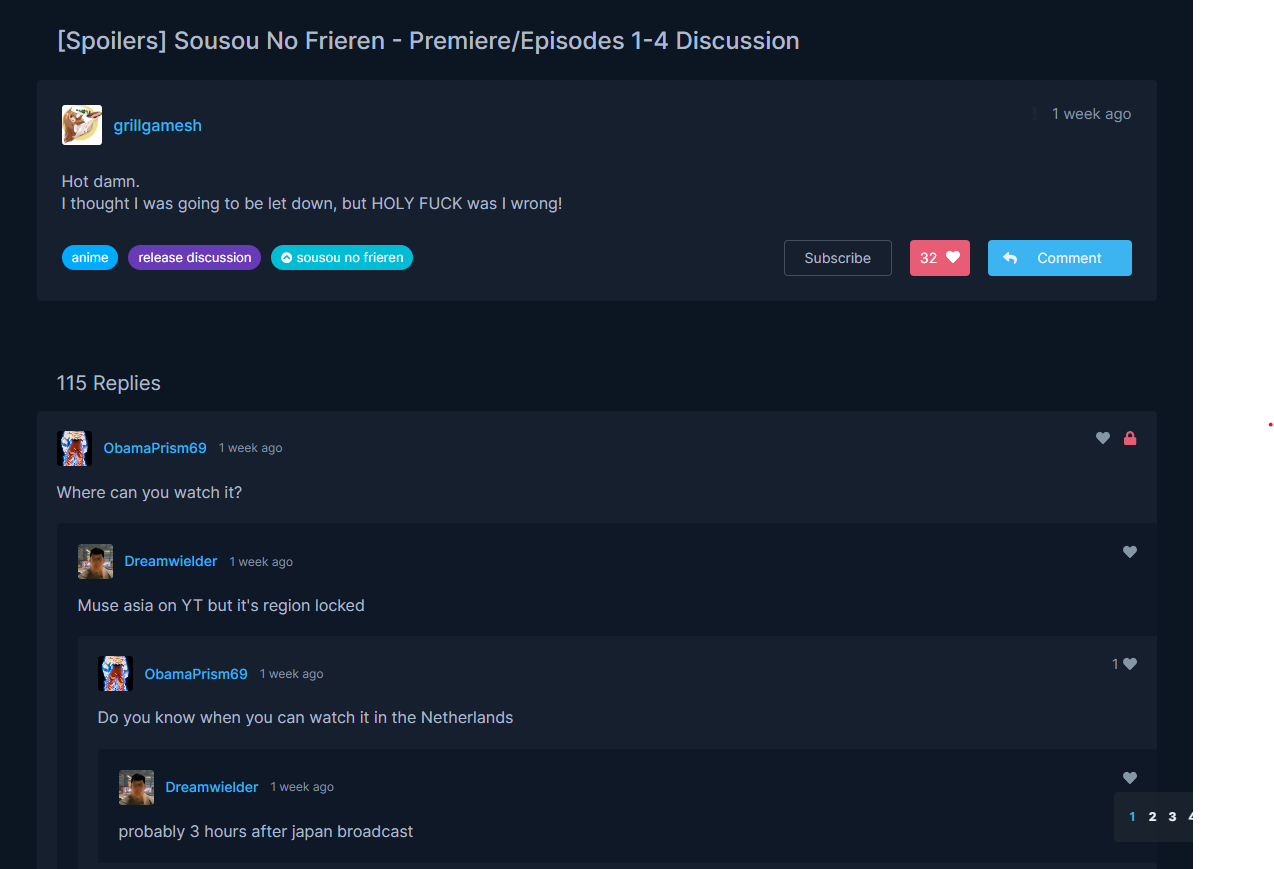 [Spoilers] Sousou No Frieren - Premiere/Episodes 1-4 Discussion
grillgamesh
1 week ago
Hot damn.
I thought I was going to be let down, but HOLY FUCK was I wrong!
anime release discussion sousou no frieren Subscribe 32 Comment
115 Replies
ObamaPrism69 1 week ago
Where can you watch it?
Dreamwielder 1 week ago
Muse asia on YT but it's region locked
ObamaPrism69 1 week ago 1
Do you know when you can watch it in the Netherlands
Dreamwielder 1 week ago
1 2 3 4
probably 3 hours after japan broadcast